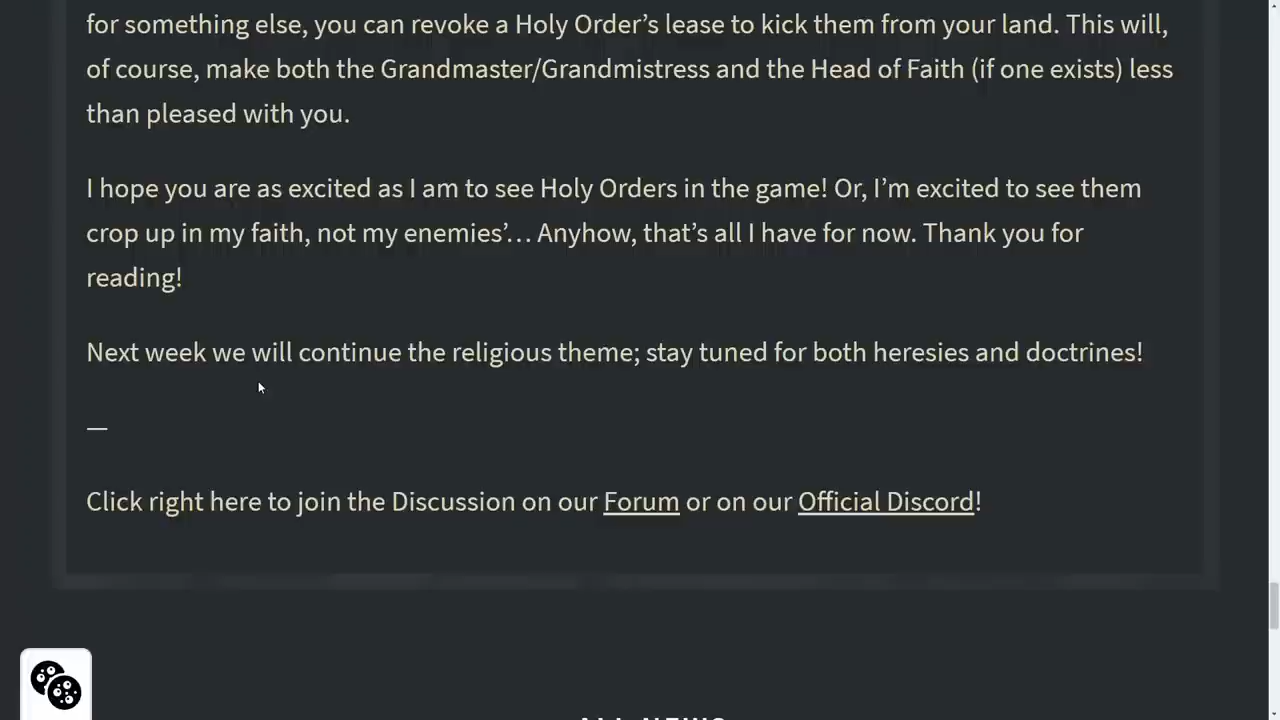 for something else, you can revoke a Holy Order’s lease to kick them from your land. This will,
of course, make both the Grandmaster/Grandmistress and the Head of Faith (if one exists) less
than pleased with you.
I hope you are as excited as I am to see Holy Orders in the game! Or, I’m excited to see them
crop up in my faith, not my enemies’… Anyhow, that’s all I have for now. Thank you for
reading!
Next week we will continue the religious theme; stay tuned for both heresies and doctrines!
—
Click right here to join the Discussion on our Forum or on our Official Discord!
ALL NEWS